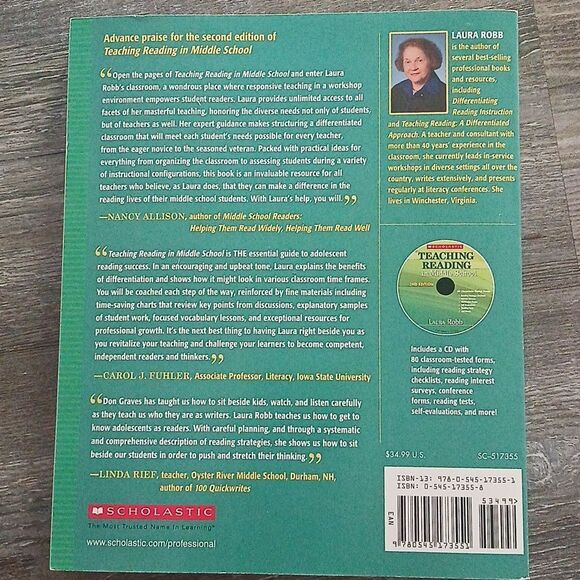 Advance praise for the second edition of
Teaching Reading in Middle School
“Open the pages of Teaching Reading in Middle School and enter Laura
Robb's classroom, a wondrous place where responsive teaching in a workshop
environment empowers student readers. Laura provides unlimited access to all
facets of her masterful teaching, honoring the diverse needs not only of students,
but of teachers as well. Her expert guidance makes structuring a differentiated
classroom that will meet each student's needs possible for every teacher,
from the eager novice to the seasoned veteran. Packed with practical ideas for
everything from organizing the classroom to assessing students during a variety of
instructional configurations, this book is an invaluable resource for all
teachers who believe, as Laura does, that they can make a difference in the
reading lives of their middle school students. With Laura's help, you will.”
—NANCY ALLISON, author of Middle School Readers:
Helping Them Read Widely, Helping Them Read Well
“Teaching Reading in Middle School is THE essential guide to adolescent
reading success. In an encouraging and upbeat tone, Laura explains the benefits
of differentiation and shows how it might look in various classroom time frames.
You will be coached each step of the way, reinforced by fine materials including
time-saving charts that review key points from discussions, explanatory samples
of student work, focused vocabulary lessons, and exceptional resources for
professional growth. It's the next best thing to having Laura right beside you as
you revitalize your teaching and challenge your learners to become competent,
independent readers and thinkers.”
—CAROL J. FUHLER, Associate Professor, Literacy, Iowa State University
“Don Graves has taught us how to sit beside kids, watch, and listen carefully
as they teach us who they are as writers. Laura Robb teaches us how to get to know
adolescents as readers. With careful planning, and through a systematic
and comprehensive description of reading strategies, she shows us how to sit
beside our students in order to push and stretch their thinking.”
—LINDA RIEF, teacher, Oyster River Middle School, Durham, NH,
author of 100 Quickwrites
SCHOLASTIC
The Most Trusted Name In Learning
www.scholastic.com/professional
LAURA ROBB
is the author of
several best-selling
professional books
and resources,
including
Differentiating
Reading Instruction
and Teaching Reading: A Differentiated
Approach. A teacher and consultant with
more than 40 years' experience in the
classroom, she currently leads in-service
workshops in diverse settings all over the
country, writes extensively, and presents
regularly at literacy conferences. She
lives in Winchester, Virginia.
SCHOLASTIC
TEACHING
READING
in Middle School
2ND EDITION
LAURA ROBB
Includes a CD with
80 classroom-tested forms,
including reading strategy
checklists, reading interest
surveys, conference
forms, reading tests,
self-evaluations, and more!
$34.99 U.S.
SC-517355
ISBN-13: 978-0-545-17355-1
ISBN: 0-545-17355-8
53499>
EAN
9 780545 173551